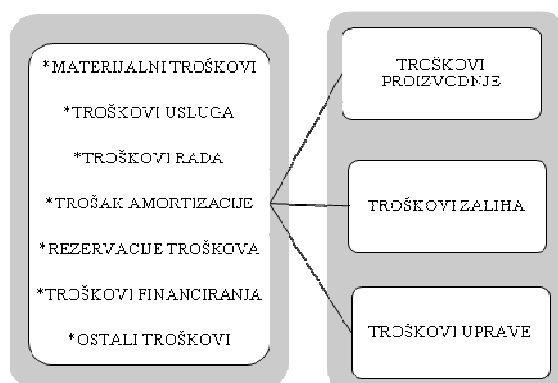 *MATERIJALNI TROŠKOVI
*TROŠKOVI USLUGA
*TROŠKOVI RADA
*TROŠAK AMORTIZACIJE
*REZERVACIJE TROŠKOVA
*TROŠKOVI FINANCIRANJA
*OSTALI TROŠKOVI
TROŠKOVI
PROIZVODNJE
TROŠKOVI ZALIHA
TROŠKOVI UPRAVE